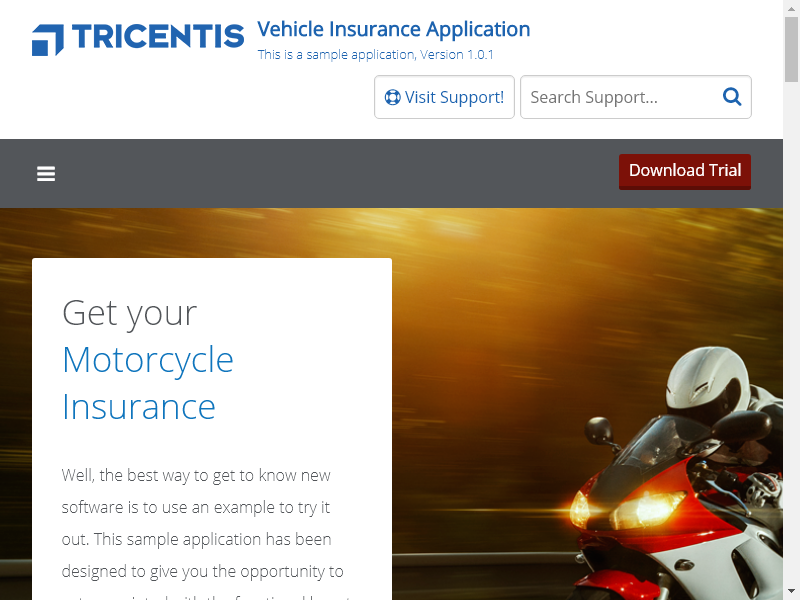 TRICENTIS
Vehicle Insurance Application
This is a sample application, Version 1.0.1
Visit Support!
Search Support...
Download Trial
Get your
Motorcycle
Insurance
Well, the best way to get to know new
software is to use an example to try it
out. This sample application has been
designed to give you the opportunity to